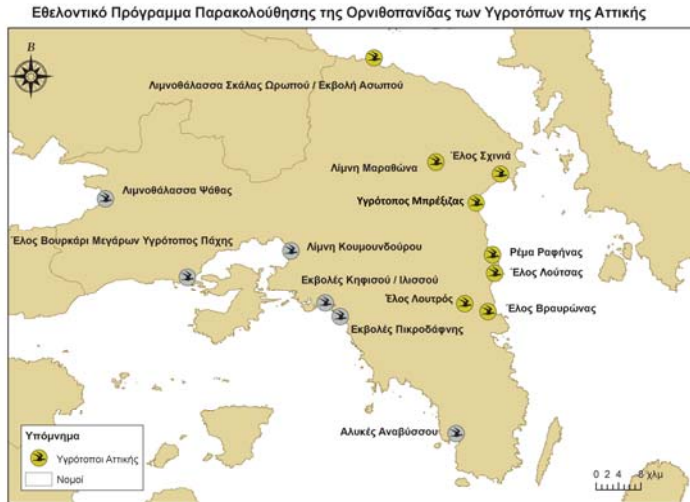 Εθελοντικό Πρόγραμμα Παρακολούθησης της Ορνιθοπανίδας των Υγροτόπων της Αττικής
Β
Λιμνοθάλασσα Σκάλας Ωρωπού / Εκβολή Ασωπού
Λίμνη Μαραθώνα
Έλος Σχινιά
Λιμνοθάλασσα Ψάθας
Υγρότοπος Μπρέξιζας
Έλος Βουρκάρι Μεγάρων Υγρότοπος Πάχης
Λίμνη Κουμουνδούρου
Ρέμα Ραφήνας
Έλος Λούτσας
Εκβολές Κηφισού / Ιλισσού
Έλος Λουτρός
Έλος Βραυρώνας
Εκβολές Πικροδάφνης
Αλυκές Αναβύσσου
Υπόμνημα
Υγρότοποι Αττικής
Νομοί
0 2 4 8 χλμ